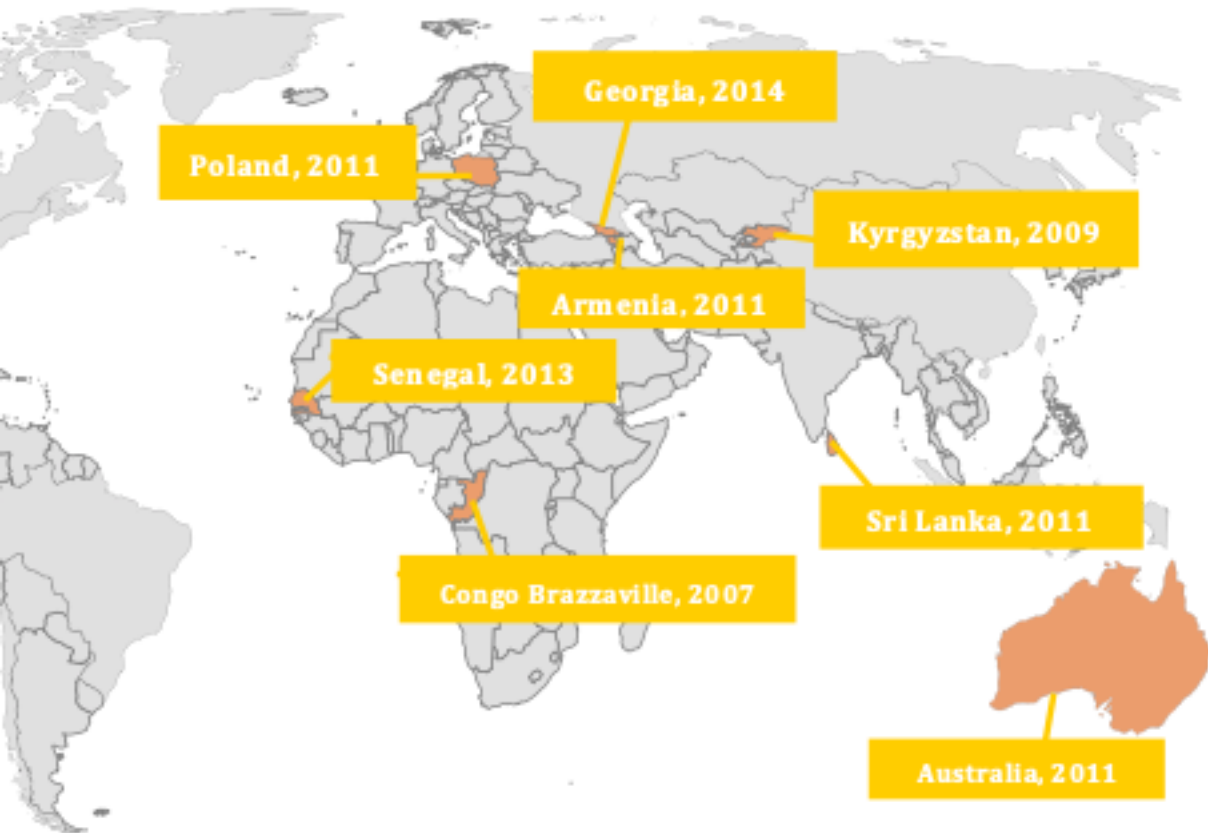 Georgia, 2014
Poland, 2011
Kyrgyzstan, 2009
Armenia, 2011
Senegal, 2013
Sri Lanka, 2011
Congo Brazzaville, 2007
Australia, 2011